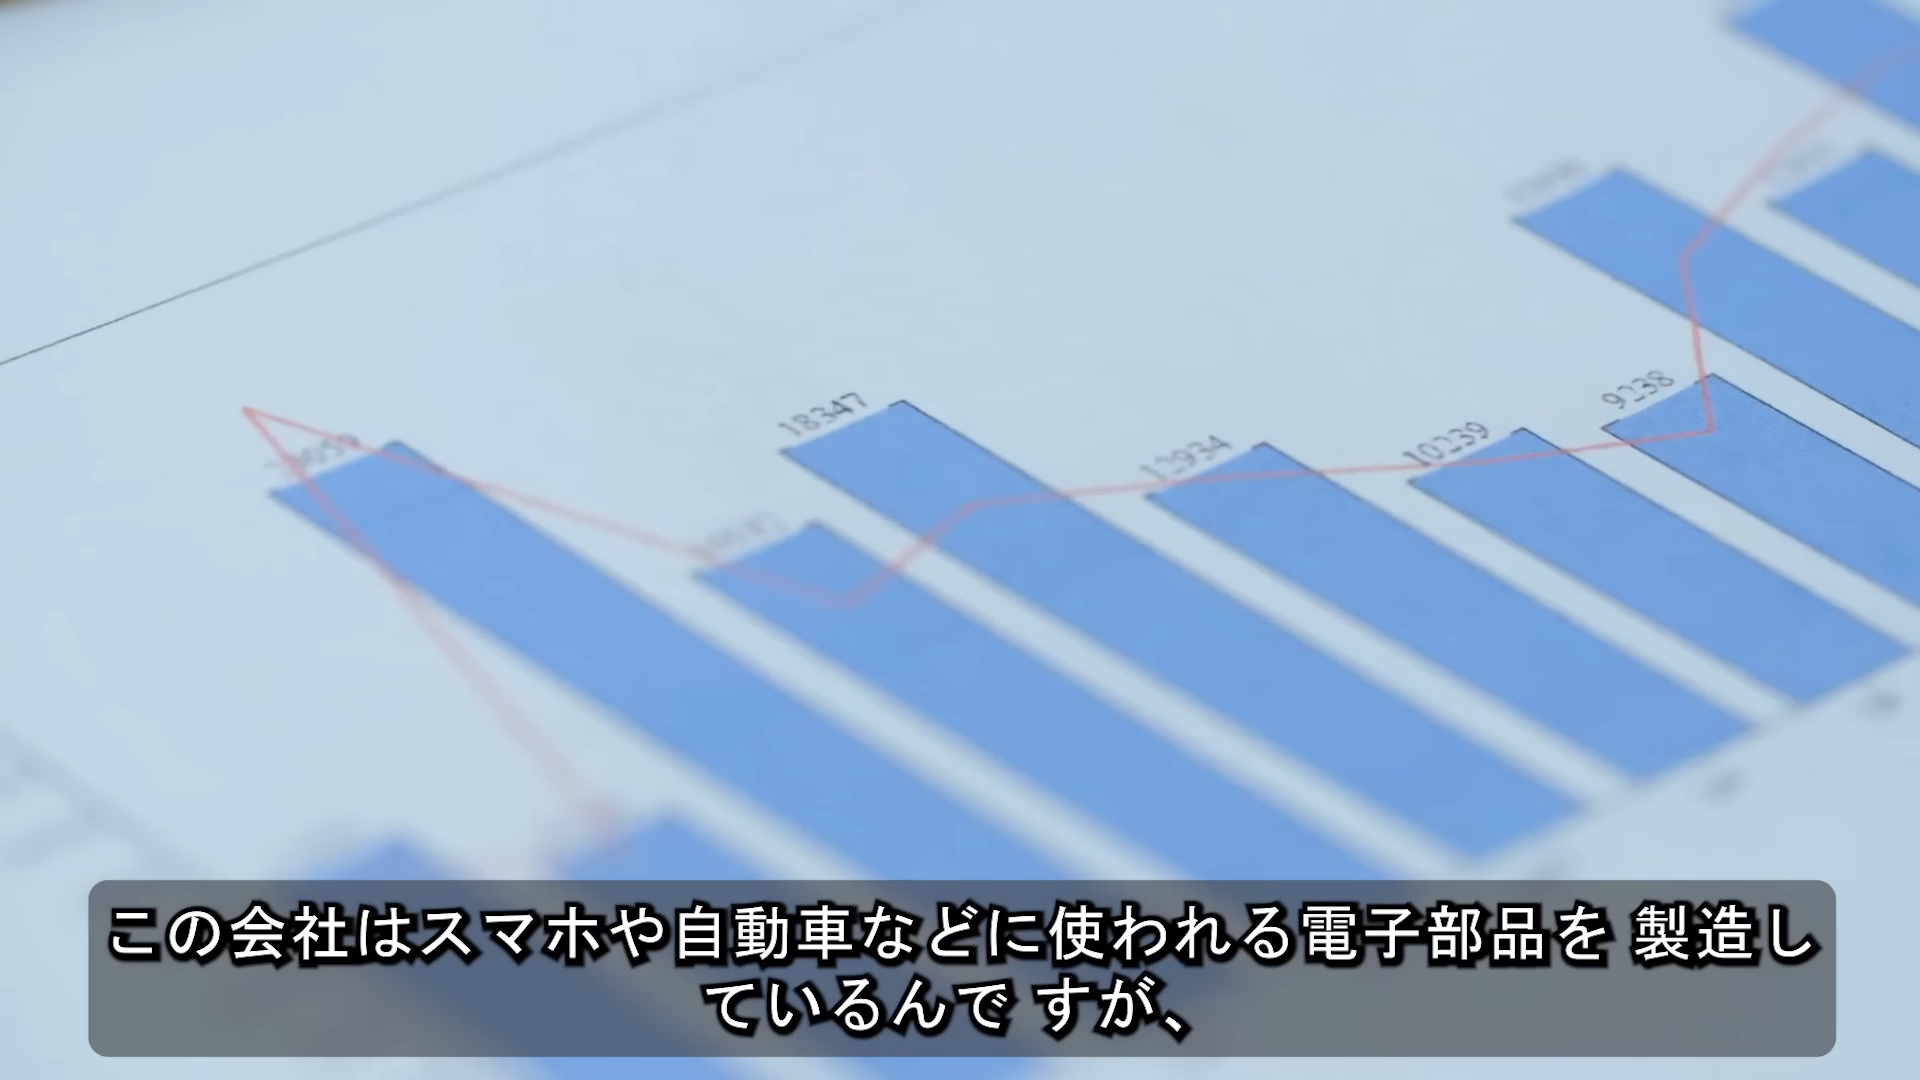 18347
12934
10239
9238
この会社はスマホや自動車などに使われる電子部品を 製造し
ているんで すが、